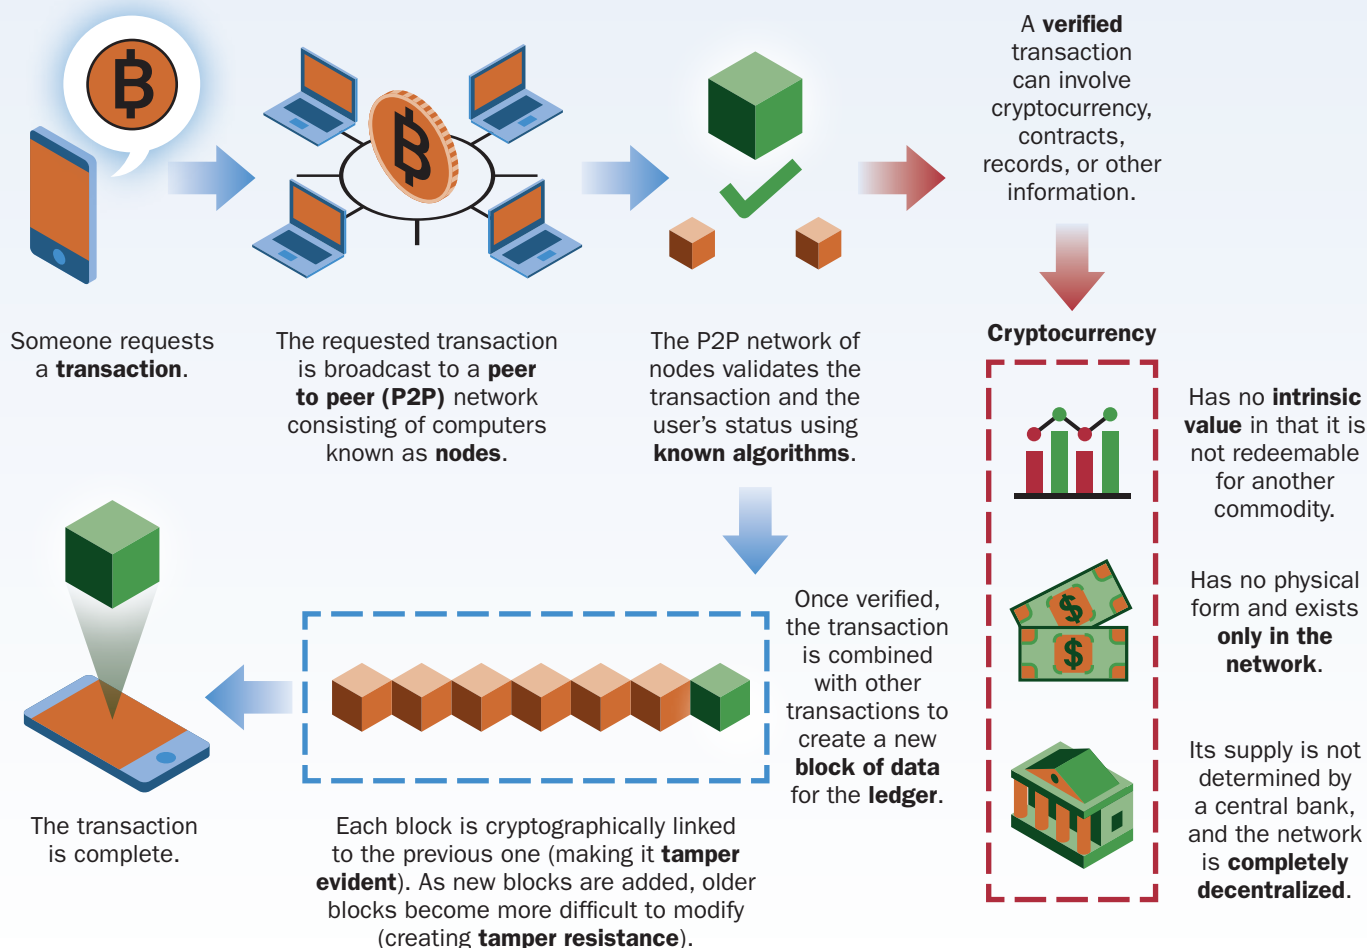 Someone requests
a transaction.
The requested transaction
is broadcast to a peer
to peer (P2P) network
consisting of computers
known as nodes.
The P2P network of
nodes validates the
transaction and the
user’s status using
known algorithms.
A verified
transaction
can involve
cryptocurrency,
contracts,
records, or other
information.
Cryptocurrency
Has no intrinsic
value in that it is
not redeemable
for another
commodity.
$
$
Has no physical
form and exists
only in the
network.
Its supply is not
determined by
a central bank,
and the network
is completely
decentralized.
Once verified,
the transaction
is combined
with other
transactions to
create a new
block of data
for the ledger.
Each block is cryptographically linked
to the previous one (making it tamper
evident). As new blocks are added, older
blocks become more difficult to modify
(creating tamper resistance).
The transaction
is complete.